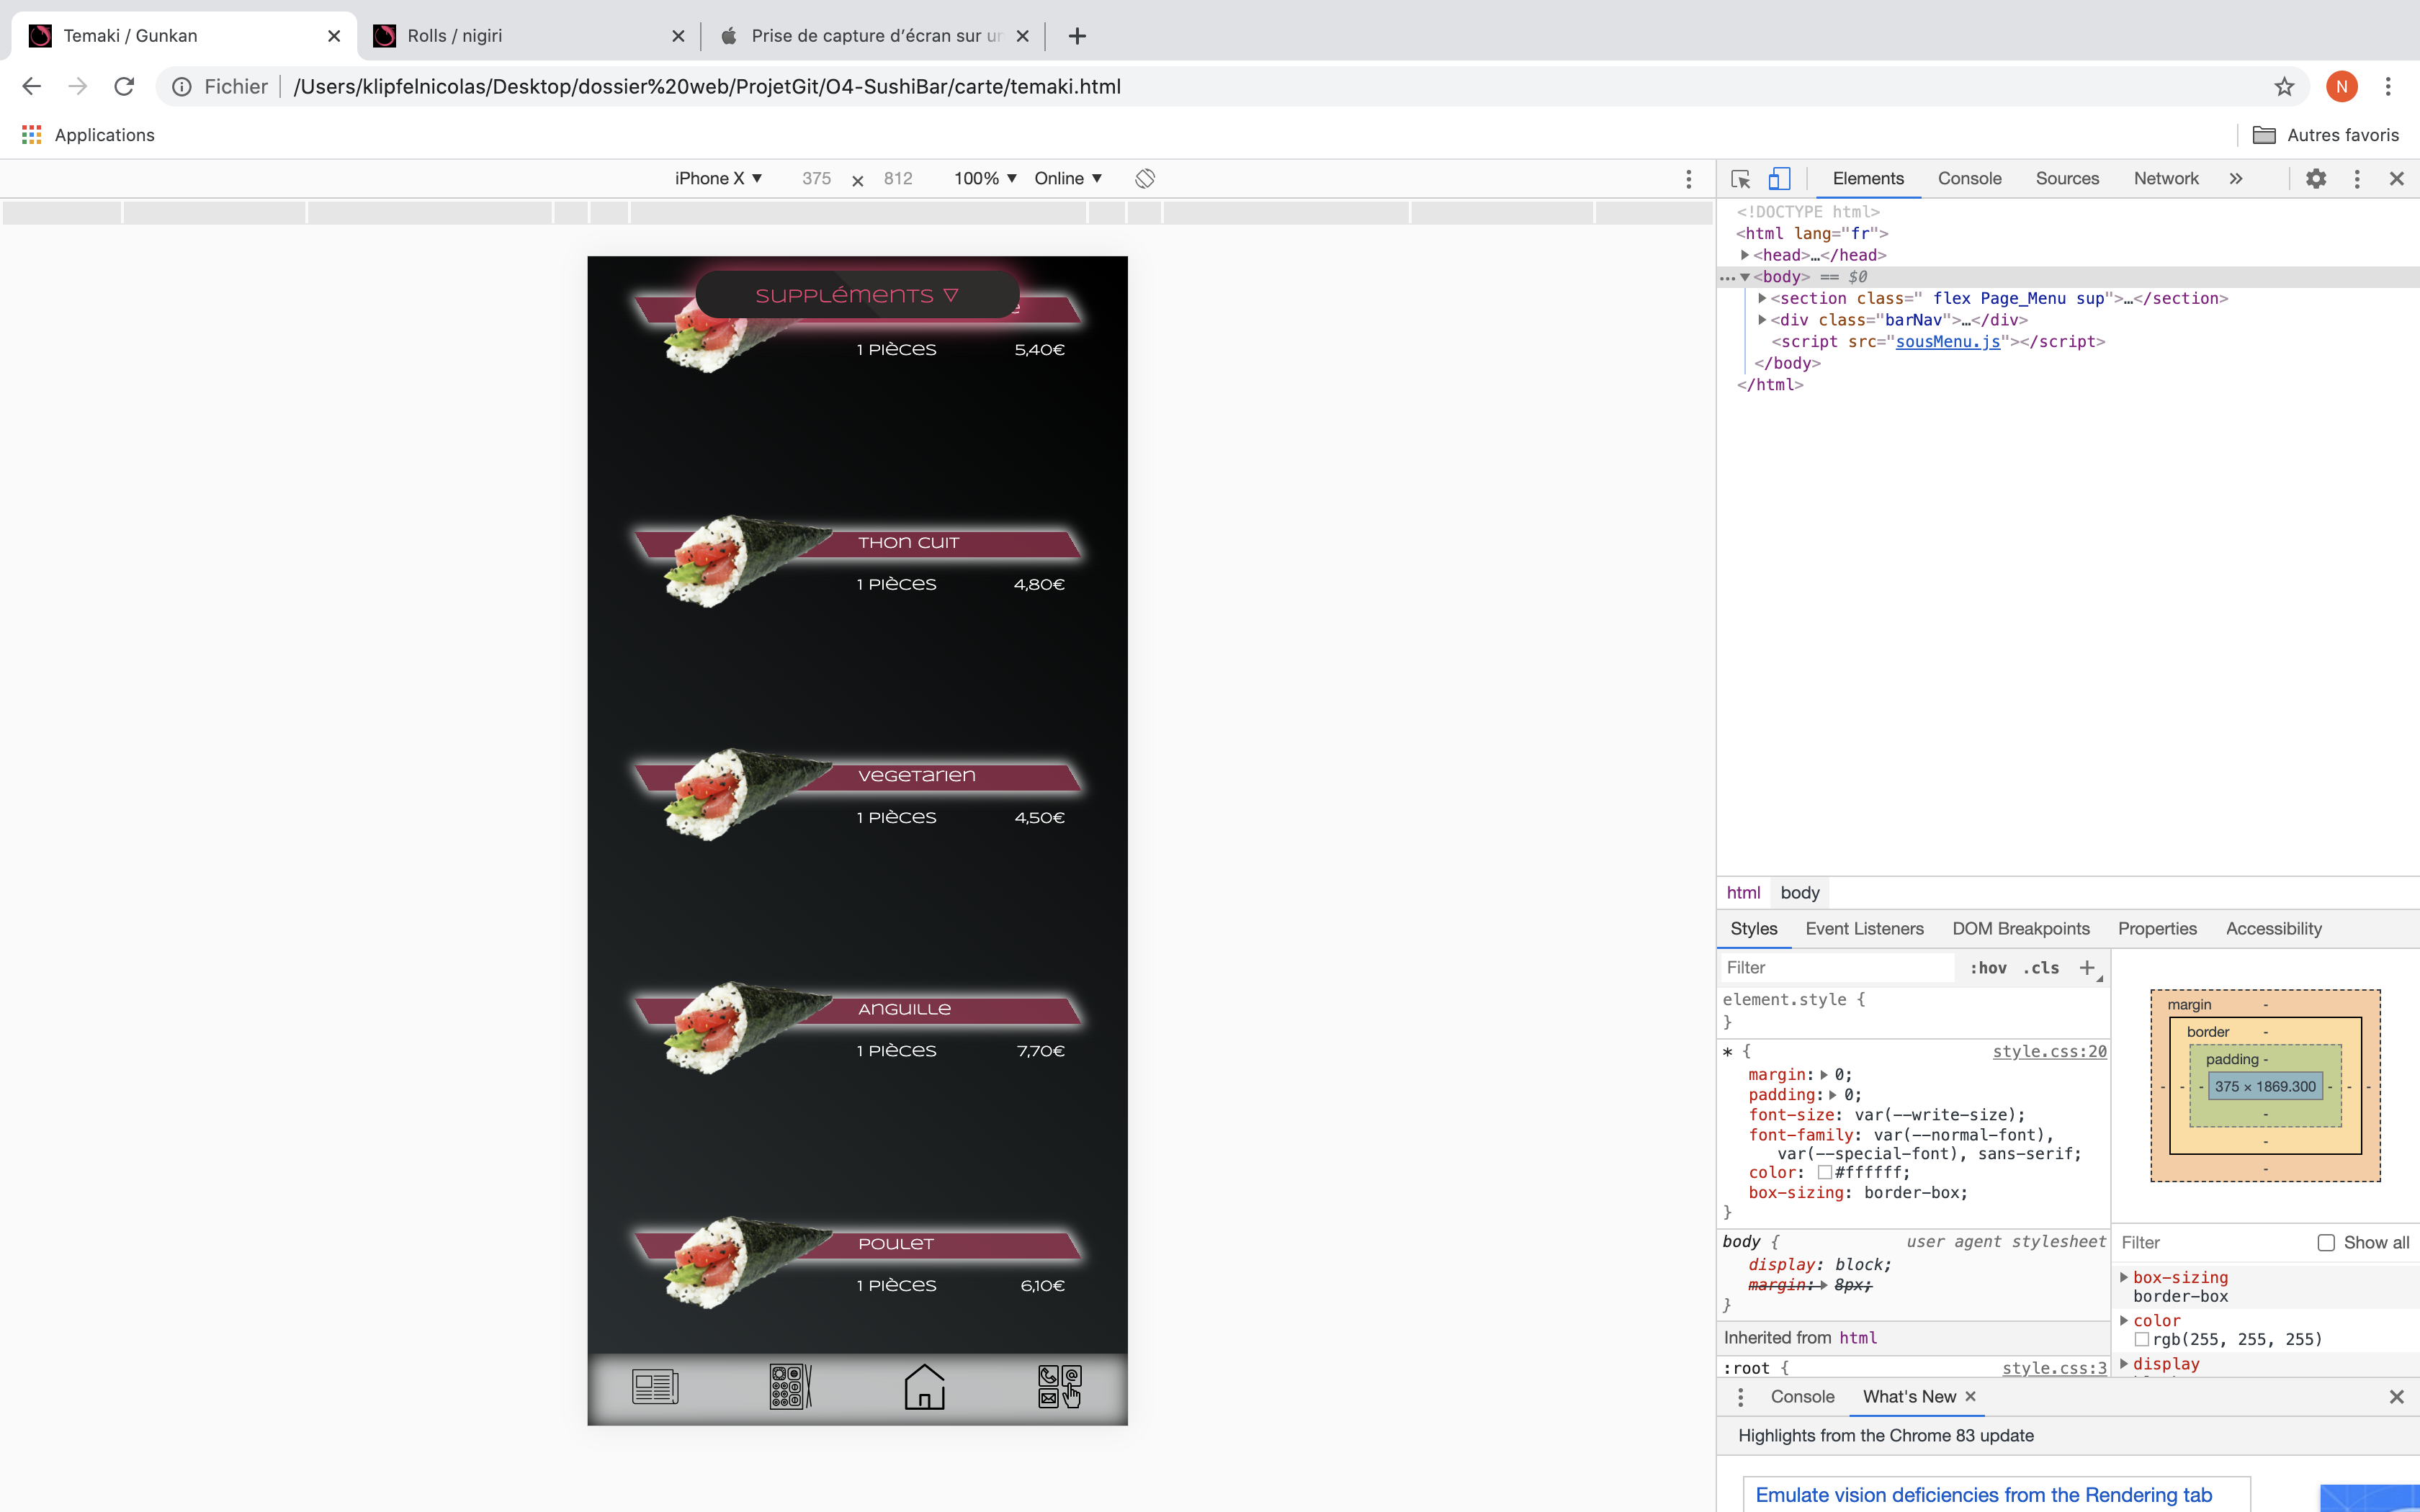 Temaki / Gunkan
Rolls / nigiri
Prise de capture d'écran sur un
Fichier
/Users/klipfelnicolas/Desktop/dossier%20web/ProjetGit/O4-SushiBar/carte/temaki.html
N
Applications
Autres favoris
iPhone X ▼ 375 × 812 100% ▼ Online ▼
Elements Console Sources Network »
<!DOCTYPE html>
<html lang="fr">
<head>…</head>
… <body> == $0
<section class=" flex Page_Menu sup">…</section>
<div class="barNav">…</div>
<script src="sousMenu.js"></script>
</body>
</html>
suppléments ▽
1 pièces 5,40€
Thon cuit
1 pièces 4,80€
vegetarien
1 pièces 4,50€
Anguille
1 pièces 7,70€
Poulet
1 pièces 6,10€
html body
Styles Event Listeners DOM Breakpoints Properties Accessibility
Filter :hov .cls +
element.style {
}
* { style.css:20
margin: 0;
padding: 0;
font-size: var(--write-size);
font-family: var(--normal-font),
var(--special-font), sans-serif;
color: #ffffff;
box-sizing: border-box;
}
body { user agent stylesheet
display: block;
margin: 8px;
}
Inherited from html
:root { style.css:3
margin -
border -
padding -
- - - 375 × 1869.300 - - -
-
-
-
Filter Show all
box-sizing
border-box
color
rgb(255, 255, 255)
display
Console What's New ×
Highlights from the Chrome 83 update
Emulate vision deficiencies from the Rendering tab